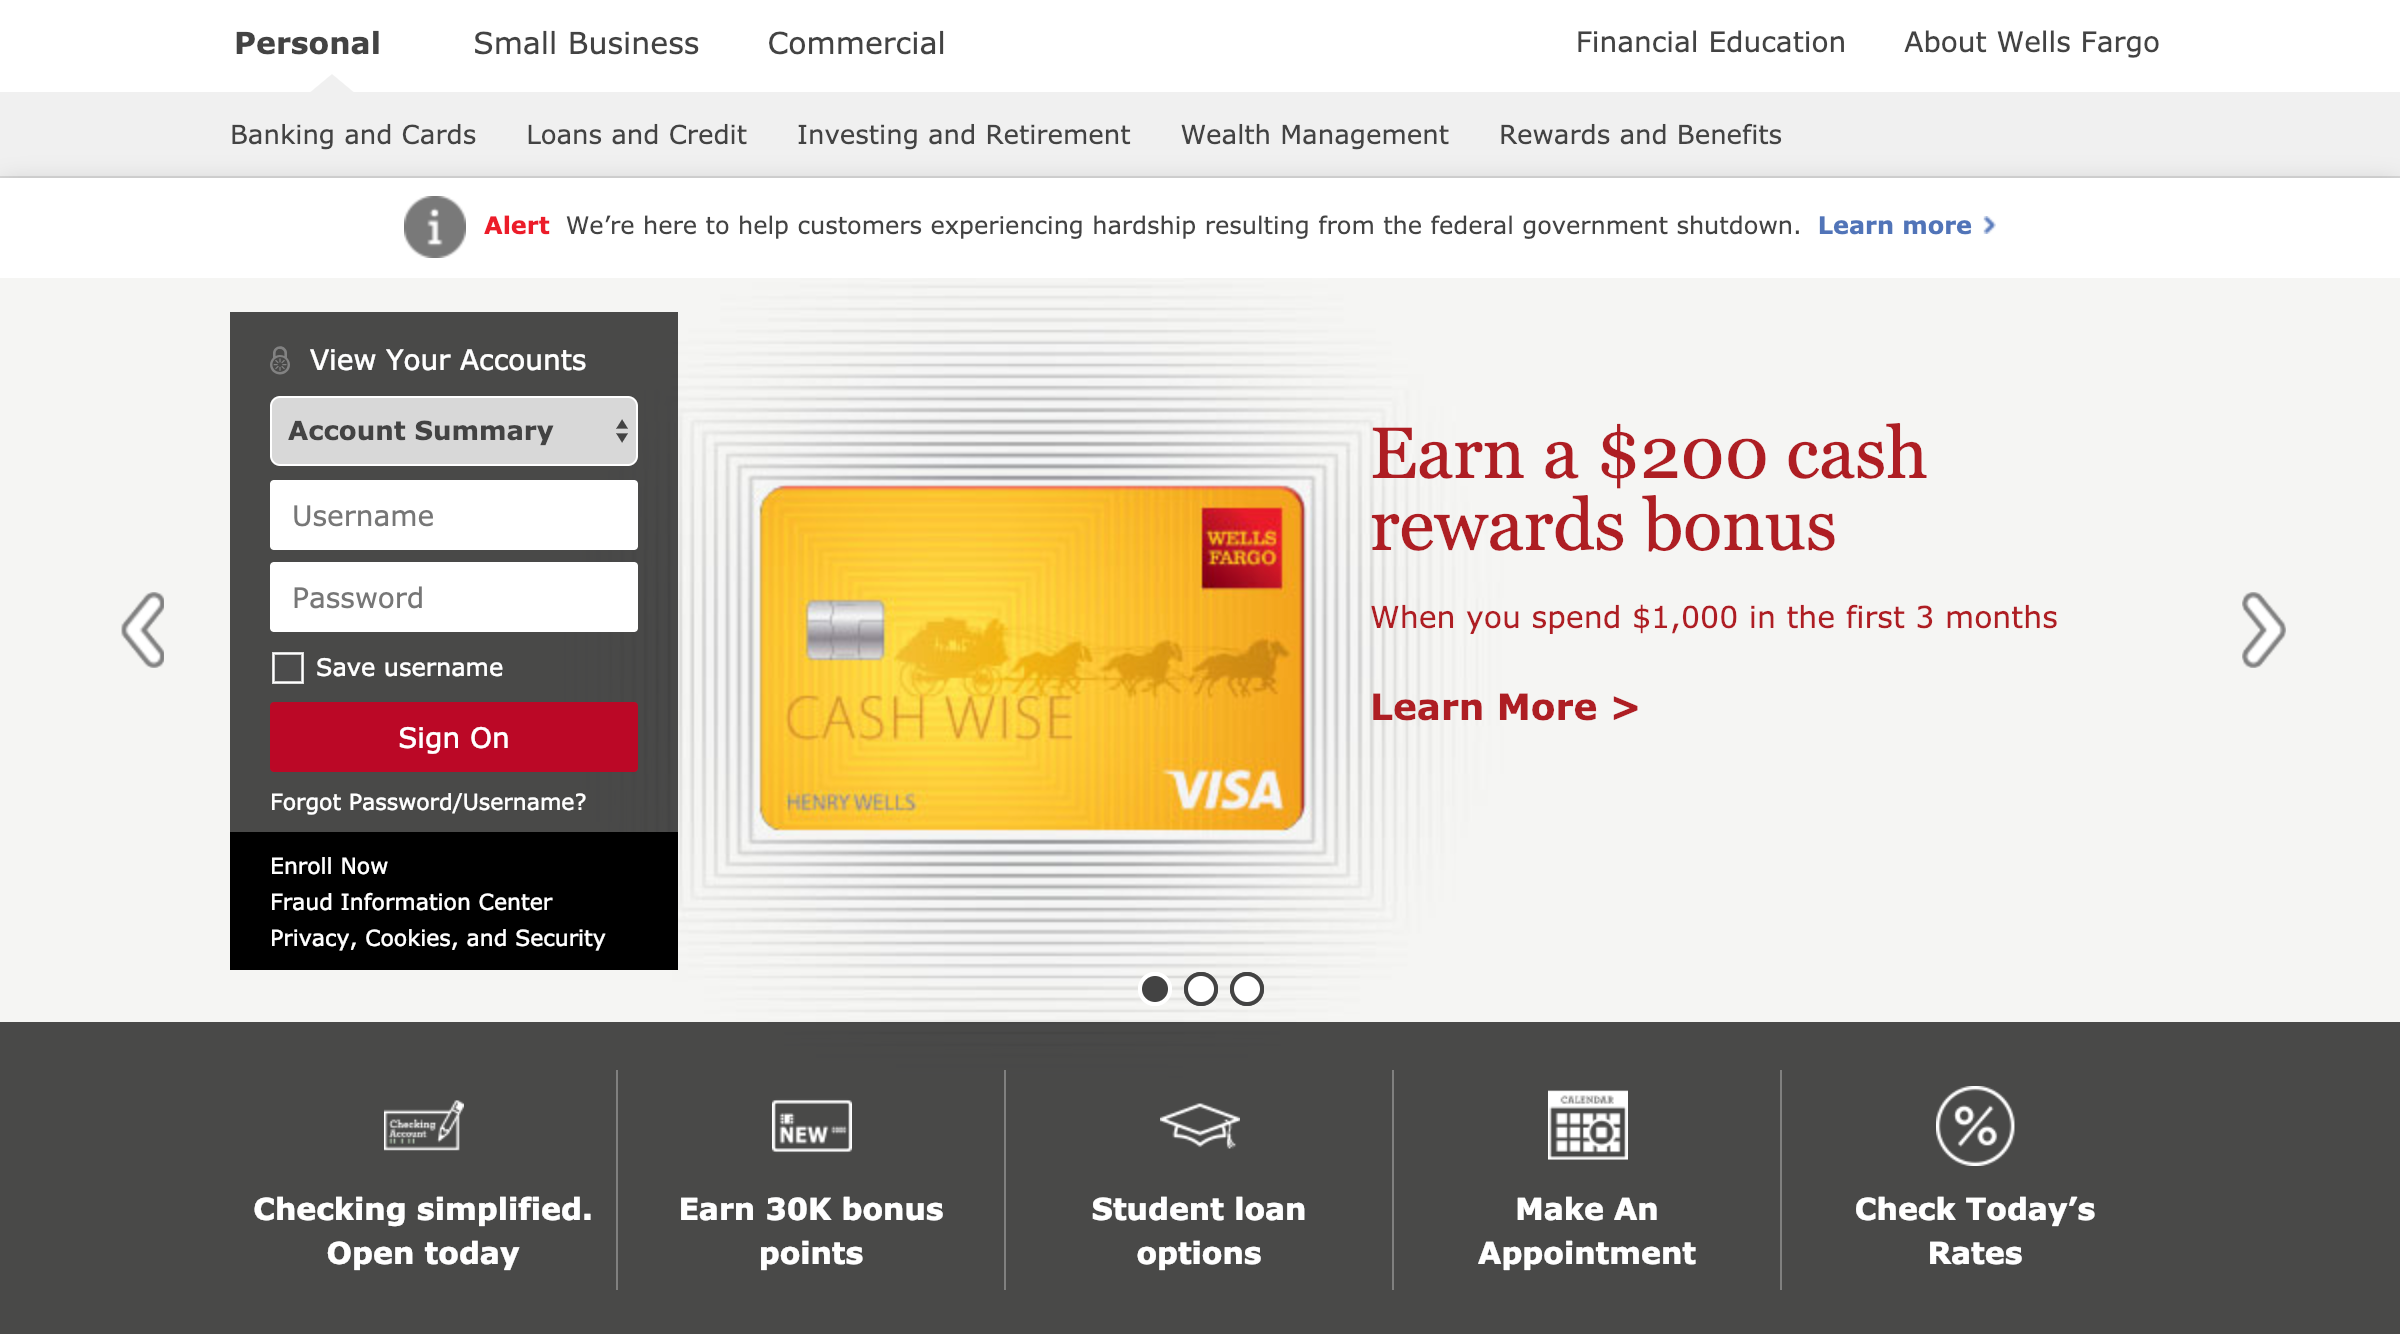 Personal Small Business Commercial Financial Education About Wells Fargo
Banking and Cards Loans and Credit Investing and Retirement Wealth Management Rewards and Benefits
i Alert We’re here to help customers experiencing hardship resulting from the federal government shutdown. Learn more
View Your Accounts
Account Summary
Username
Password
Save username
Sign On
Forgot Password/Username?
Enroll Now
Fraud Information Center
Privacy, Cookies, and Security
WELLS
FARGO
CASH WISE
HENRY WELLS
VISA
Earn a $200 cash
rewards bonus
When you spend $1,000 in the first 3 months
Learn More >
Checking
Account
Checking simplified.
Open today
NEW
Earn 30K bonus
points
Student loan
options
CALENDAR
Make An
Appointment
%
Check Today’s
Rates